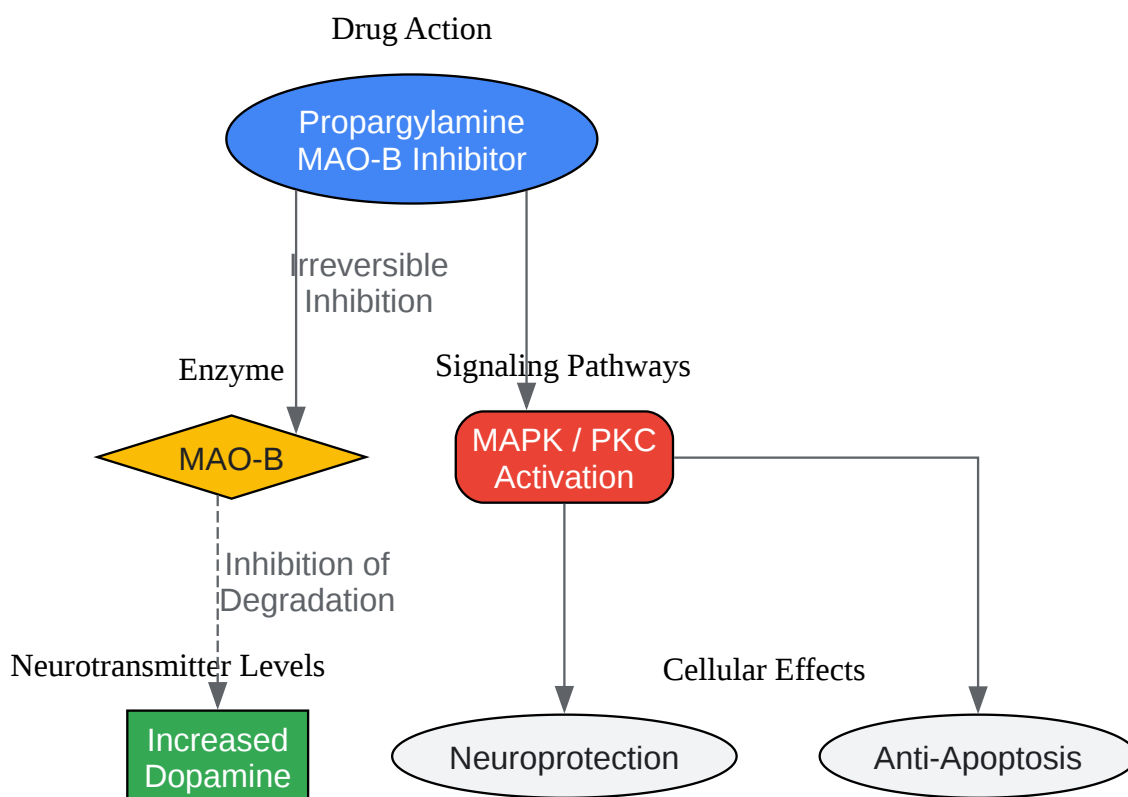 Drug Action
Propargylamine
MAO-B Inhibitor
Irreversible
Inhibition
Enzyme
Signaling Pathways
MAO-B
MAPK / PKC
Activation
Inhibition of
Degradation
Neurotransmitter Levels
Cellular Effects
Increased
Dopamine
Neuroprotection
Anti-Apoptosis